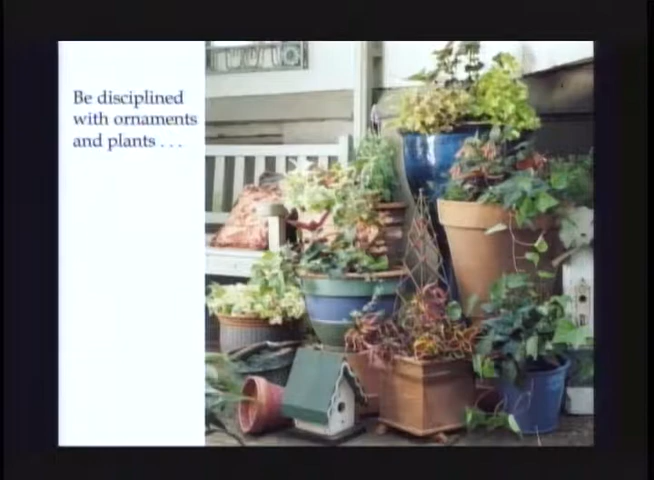 Be disciplined
with ornaments
and plants . . .